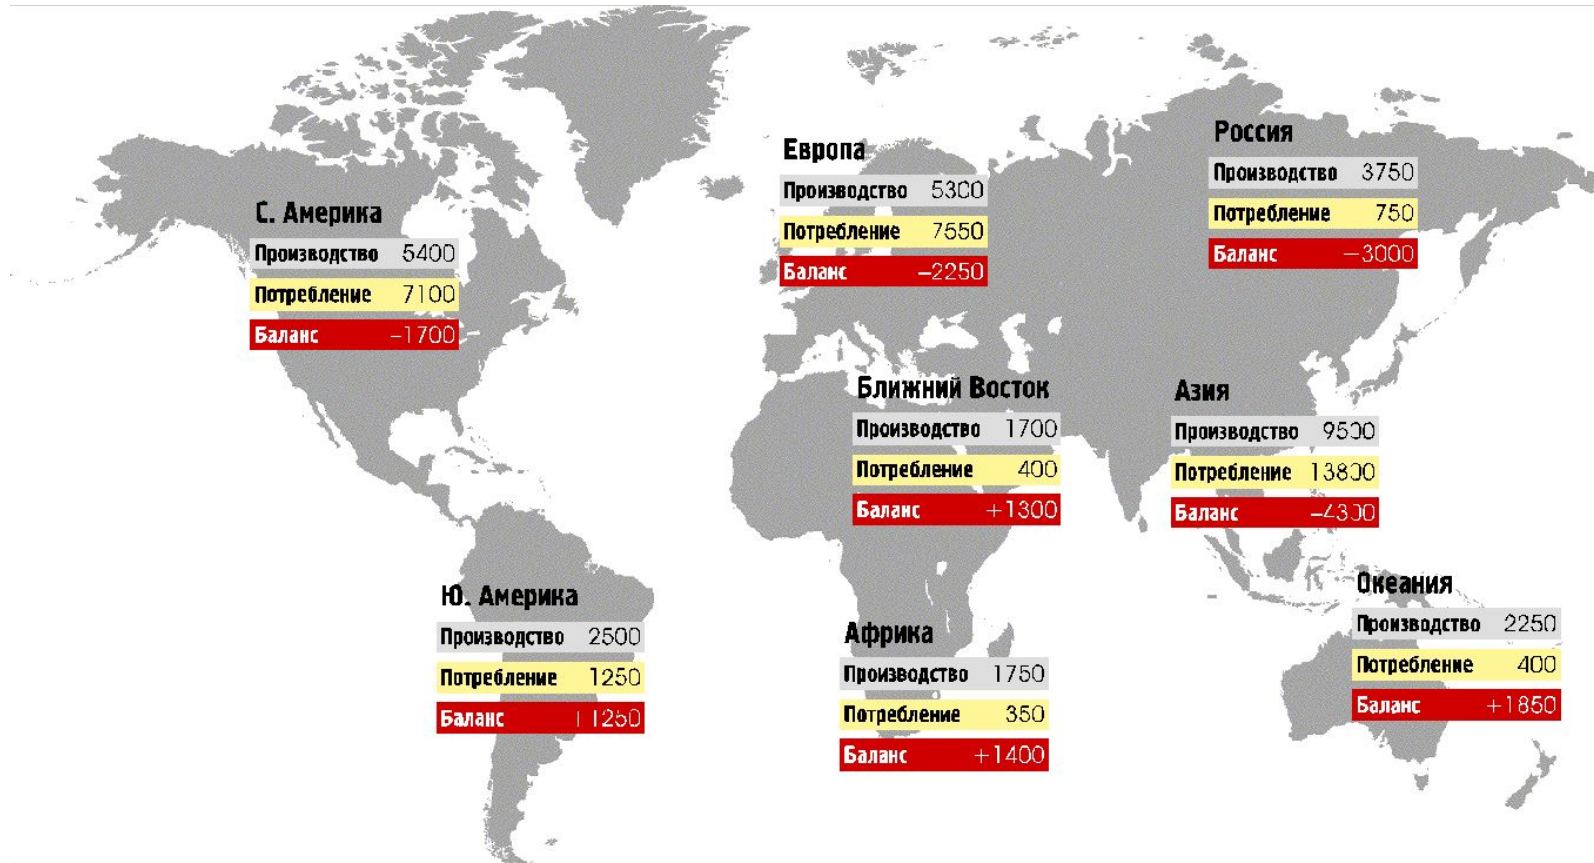 С. Америка
Производство 5400
Потребление 7100
Баланс –1700
Европа
Производство 5300
Потребление 7550
Баланс –2250
Россия
Производство 3750
Потребление 750
Баланс –3000
Ближний Восток
Производство 1700
Потребление 400
Баланс +1300
Азия
Производство 9500
Потребление 13800
Баланс –4300
Ю. Америка
Производство 2500
Потребление 1250
Баланс +1250
Африка
Производство 1750
Потребление 350
Баланс +1400
Океания
Производство 2250
Потребление 400
Баланс +1850